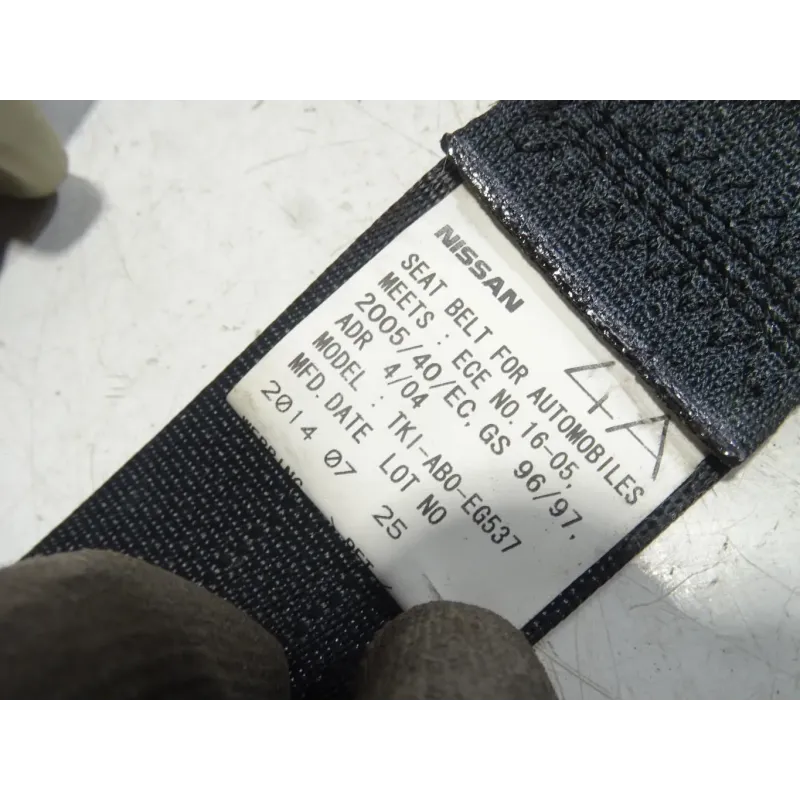 NISSAN
SEAT BELT FOR AUTOMOBILES
MEETS : ECE NO. 16-05,
2005/40/EC, GS 96/97,
ADR 4/04
MODEL : TK1-AB0-EG537
MFD. DATE LOT NO
2014 07 25
4A